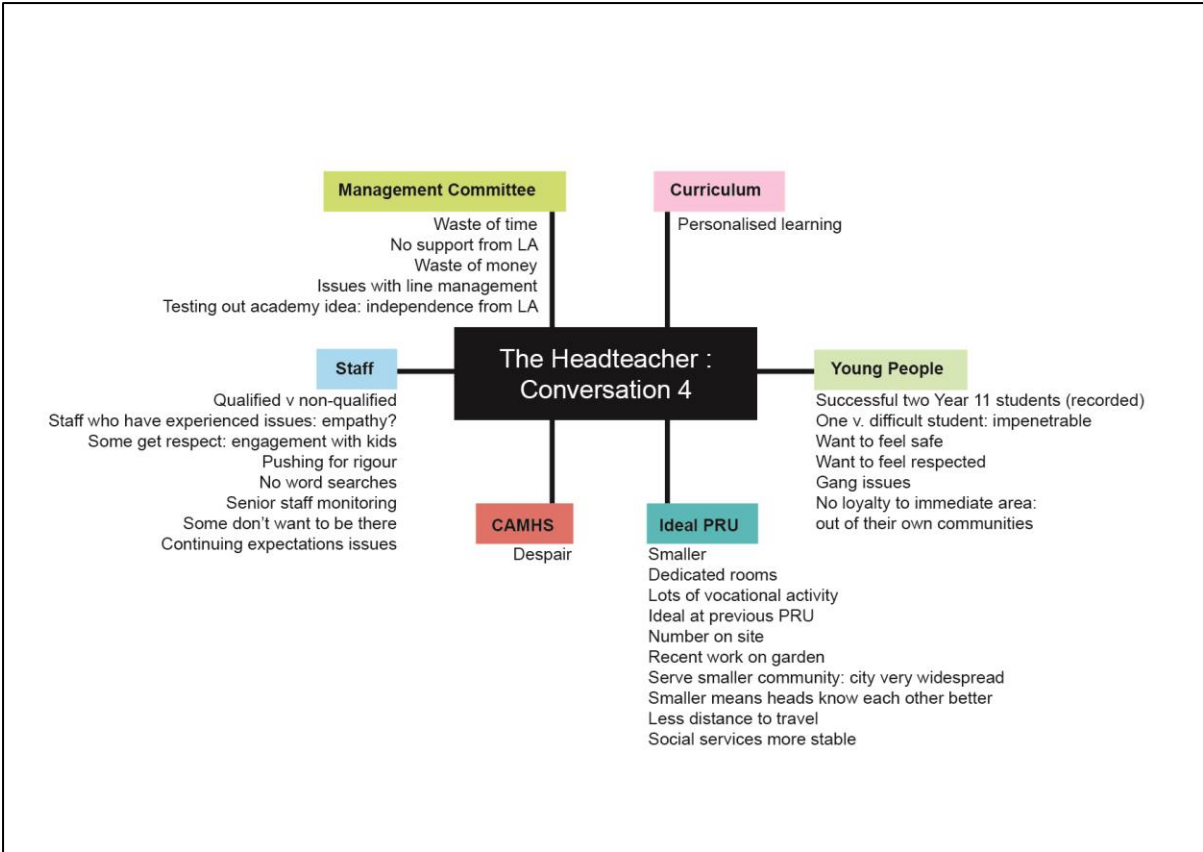 Management Committee
Waste of time
No support from LA
Waste of money
Issues with line management
Testing out academy idea: independence from LA
Curriculum
Personalised learning
The Headteacher :
Conversation 4
Staff
Qualified v non-qualified
Staff who have experienced issues: empathy?
Some get respect: engagement with kids
Pushing for rigour
No word searches
Senior staff monitoring
Some don't want to be there
Continuing expectations issues
Young People
Successful two Year 11 students (recorded)
One v. difficult student: impenetrable
Want to feel safe
Want to feel respected
Gang issues
No loyalty to immediate area:
out of their own communities
CAMHS
Despair
Ideal PRU
Smaller
Dedicated rooms
Lots of vocational activity
Ideal at previous PRU
Number on site
Recent work on garden
Serve smaller community: city very widespread
Smaller means heads know each other better
Less distance to travel
Social services more stable